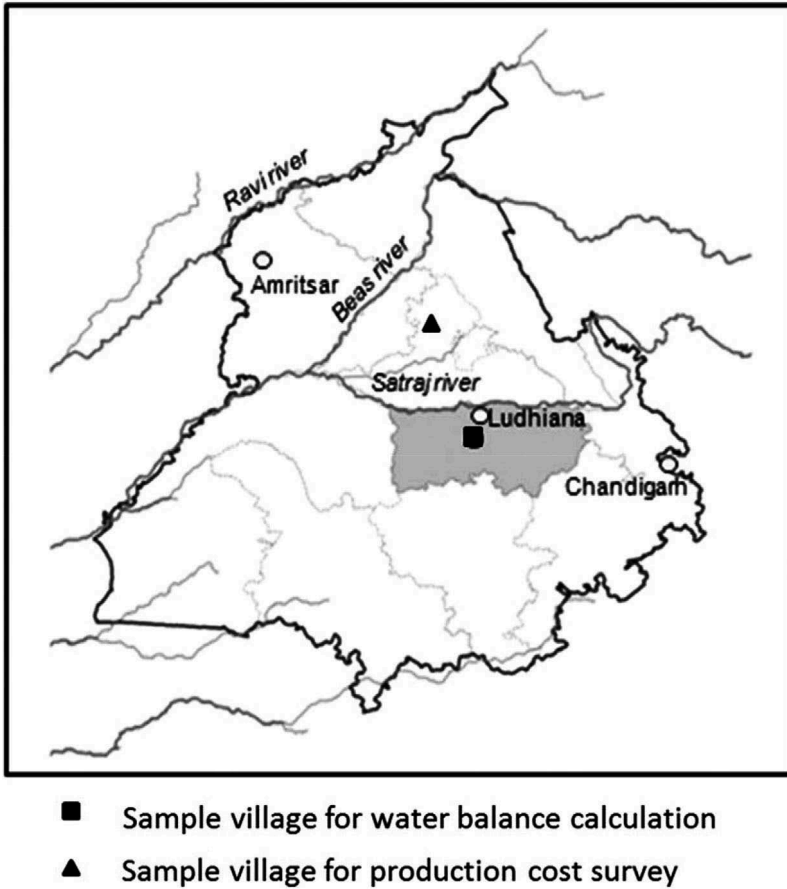 Ravi river
Amritsar
Beas river
Satraj river
Ludhiana
Chandigarh
Sample village for water balance calculation
Sample village for production cost survey